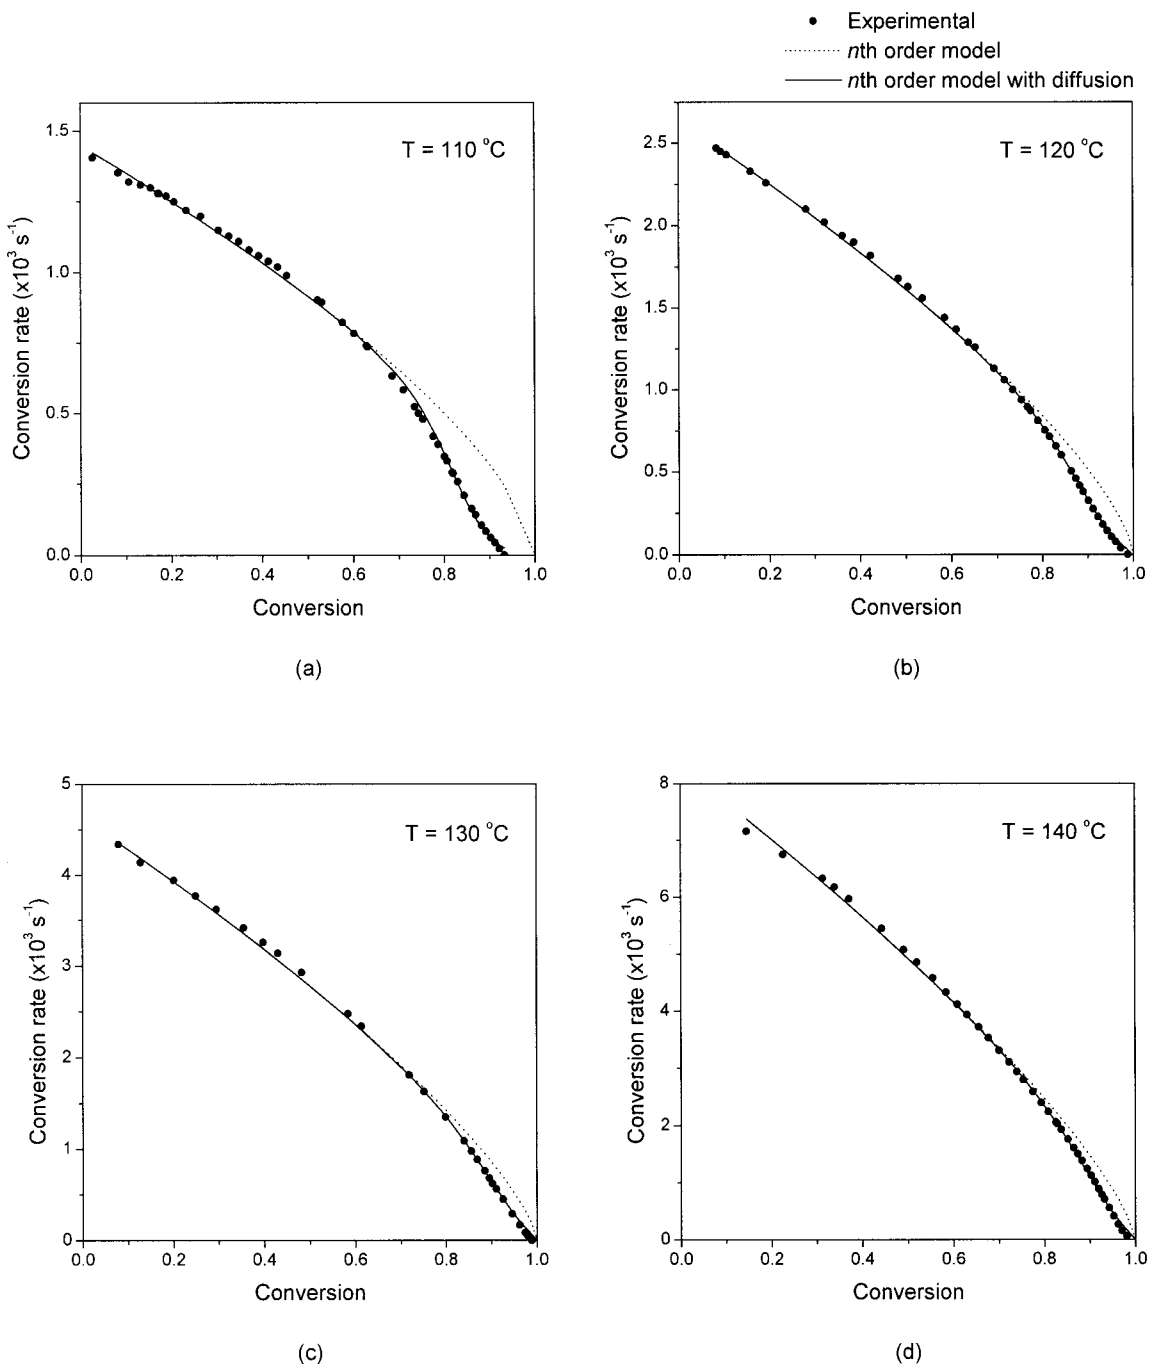 Experimental
nth order model
nth order model with diffusion
T = 110 °C
1.5
1.0
0.5
0.0
Conversion rate (x10³ s⁻¹)
0.0 0.2 0.4 0.6 0.8 1.0
Conversion
(a)
T = 120 °C
2.5
2.0
1.5
1.0
0.5
0.0
Conversion rate (x10³ s⁻¹)
0.0 0.2 0.4 0.6 0.8 1.0
Conversion
(b)
T = 130 °C
5
4
3
2
1
0
Conversion rate (x10³ s⁻¹)
0.0 0.2 0.4 0.6 0.8 1.0
Conversion
(c)
T = 140 °C
8
6
4
2
0
Conversion rate (x10³ s⁻¹)
0.0 0.2 0.4 0.6 0.8 1.0
Conversion
(d)